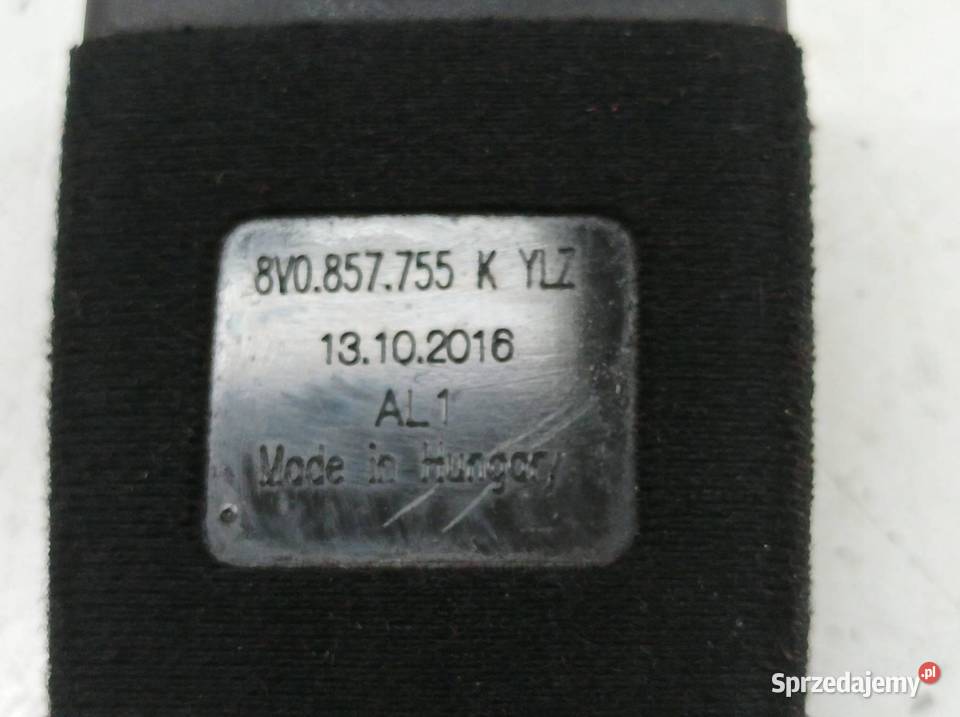 8V0.857.755 K YLZ
13.10.2016
AL1
Made in Hungary
Sprzedajemy.pl